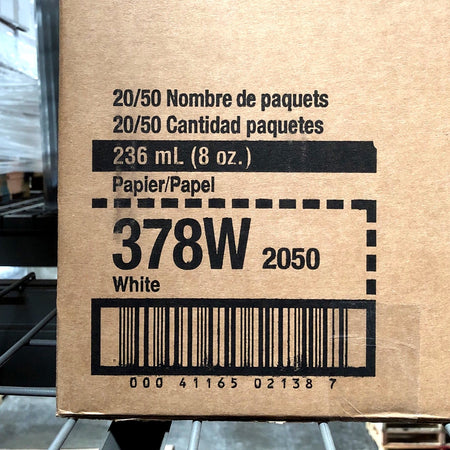 20/50 Nombre de paquets
20/50 Cantidad paquetes
236 mL (8 oz.)
Papier/Papel
378W 2050
White
000 41165 02138 7